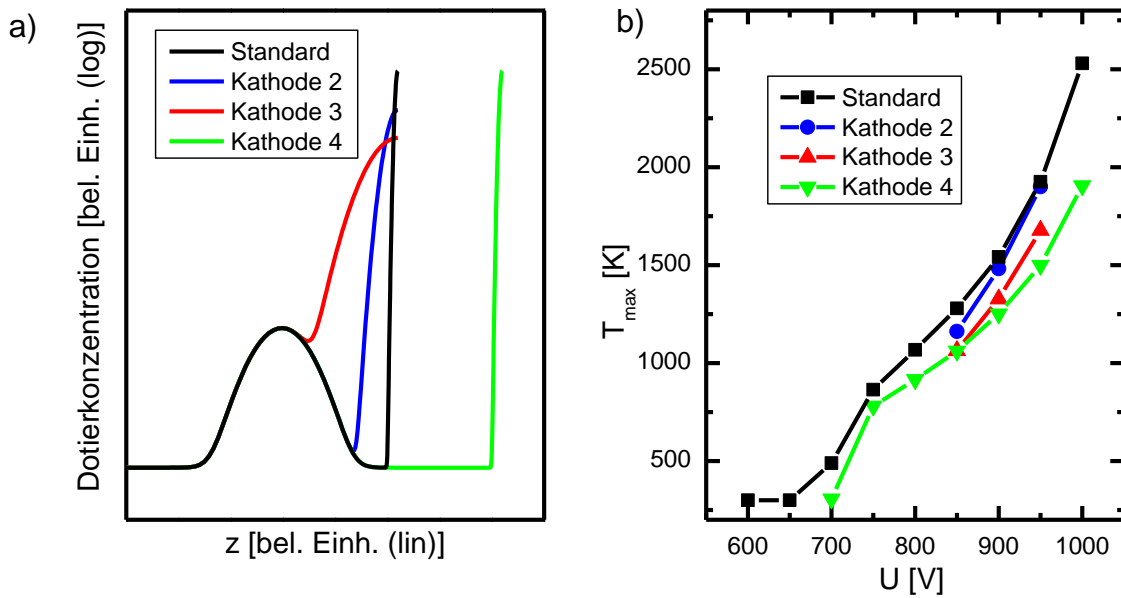 a)
Dotierkonzentration [bel. Einh. (log)]
Standard
Kathode 2
Kathode 3
Kathode 4
z [bel. Einh. (lin)]
b)
T_max [K]
2500
2000
1500
1000
500
Standard
Kathode 2
Kathode 3
Kathode 4
600 700 800 900 1000
U [V]